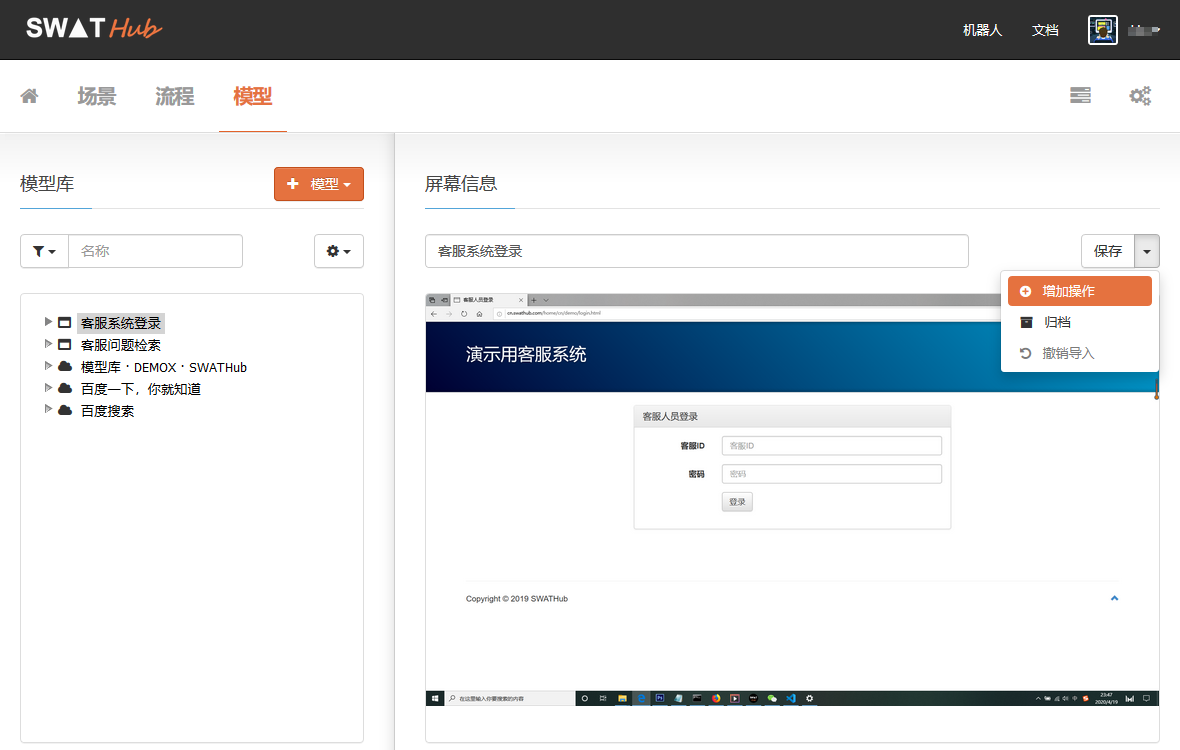 SWAT Hub
机器人 文档
场景 流程 模型
模型库
模型
名称
客服系统登录
客服问题检索
模型库・DEMOX・SWATHub
百度一下，你就知道
百度搜索
屏幕信息
客服系统登录
保存
增加操作
归档
撤销导入
客服人员登录
cn.swathub.com/home/cn/demo/login.html
演示用客服系统
客服人员登录
客服ID 客服ID
密码 密码
登录
Copyright © 2019 SWATHub
在这里输入你要搜索的内容
23:47
2020/4/19